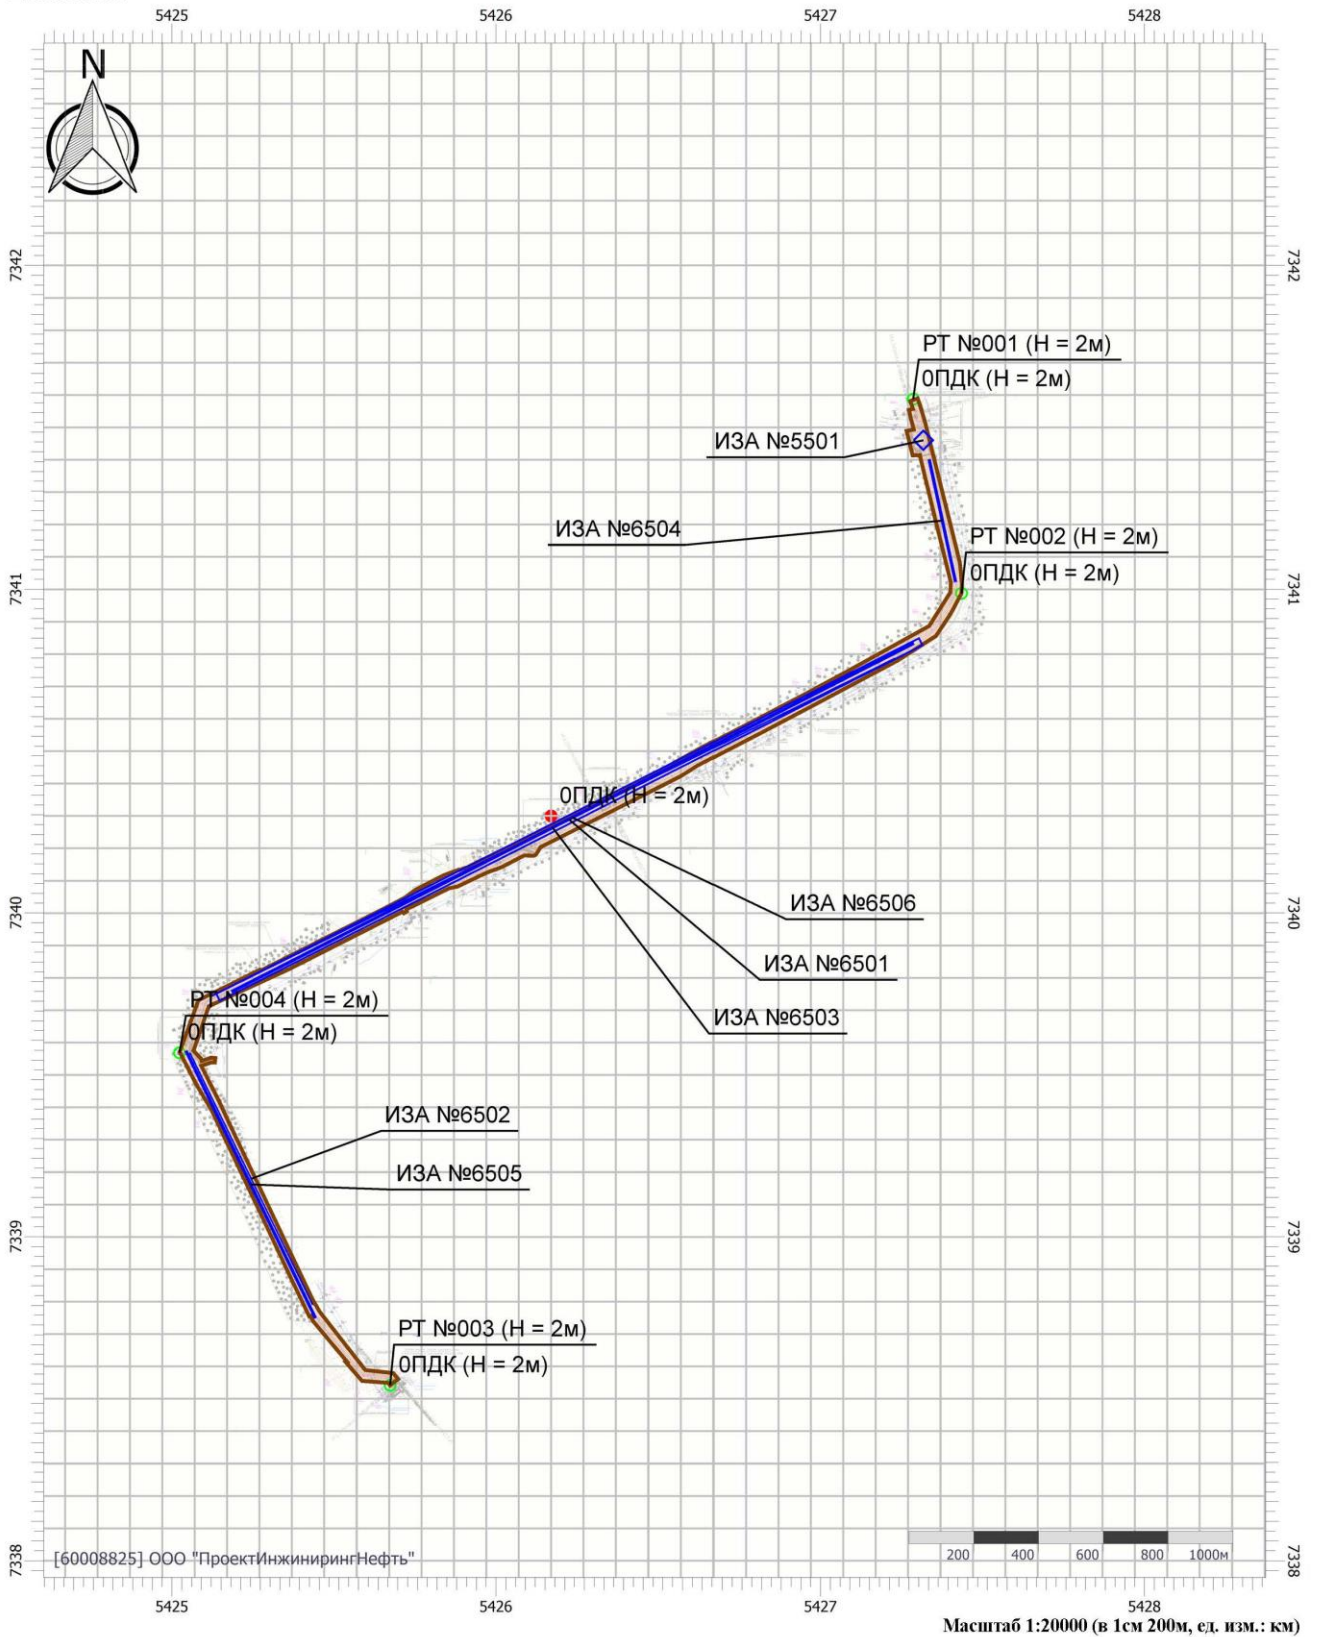 5425 5426 5427 5428
N
7342 7342
РТ №001 (Н = 2м)
0ПДК (Н = 2м)
ИЗА №5501
ИЗА №6504
РТ №002 (Н = 2м)
0ПДК (Н = 2м)
7341 7341
0ПДК (Н = 2м)
ИЗА №6506
7340 7340
ИЗА №6501
ИЗА №6503
РТ №004 (Н = 2м)
0ПДК (Н = 2м)
ИЗА №6502
ИЗА №6505
7339 7339
РТ №003 (Н = 2м)
0ПДК (Н = 2м)
[60008825] ООО "ПроектИнжинирингНефть"
200 400 600 800 1000м
7338 7338
5425 5426 5427 5428
Масштаб 1:20000 (в 1см 200м, ед. изм.: км)